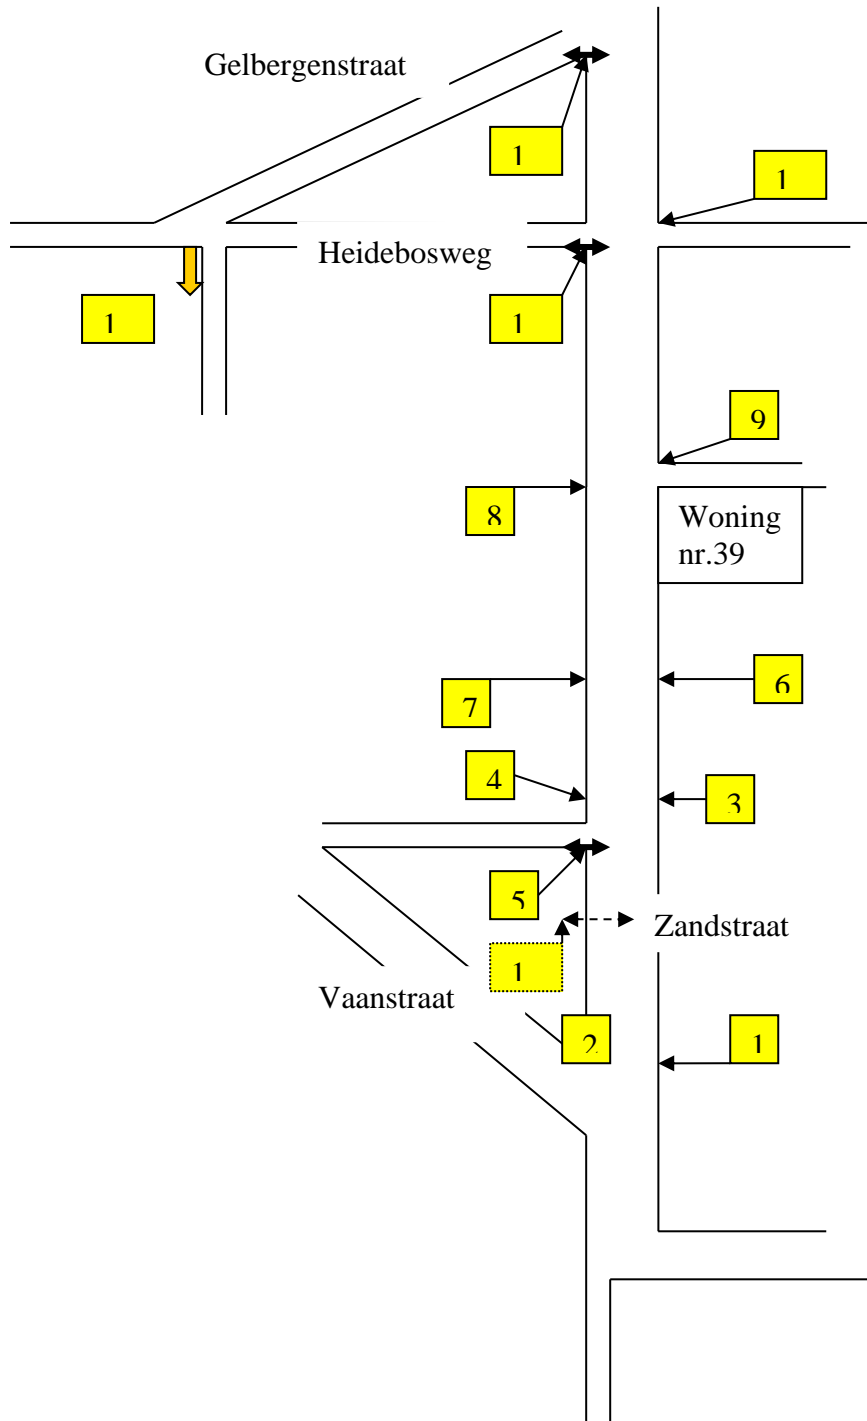 Gelbergenstraat
1
1
Heidebosweg
1
1
9
8
Woning
nr.39
7
6
4
3
5
Zandstraat
1
Vaanstraat
2
1